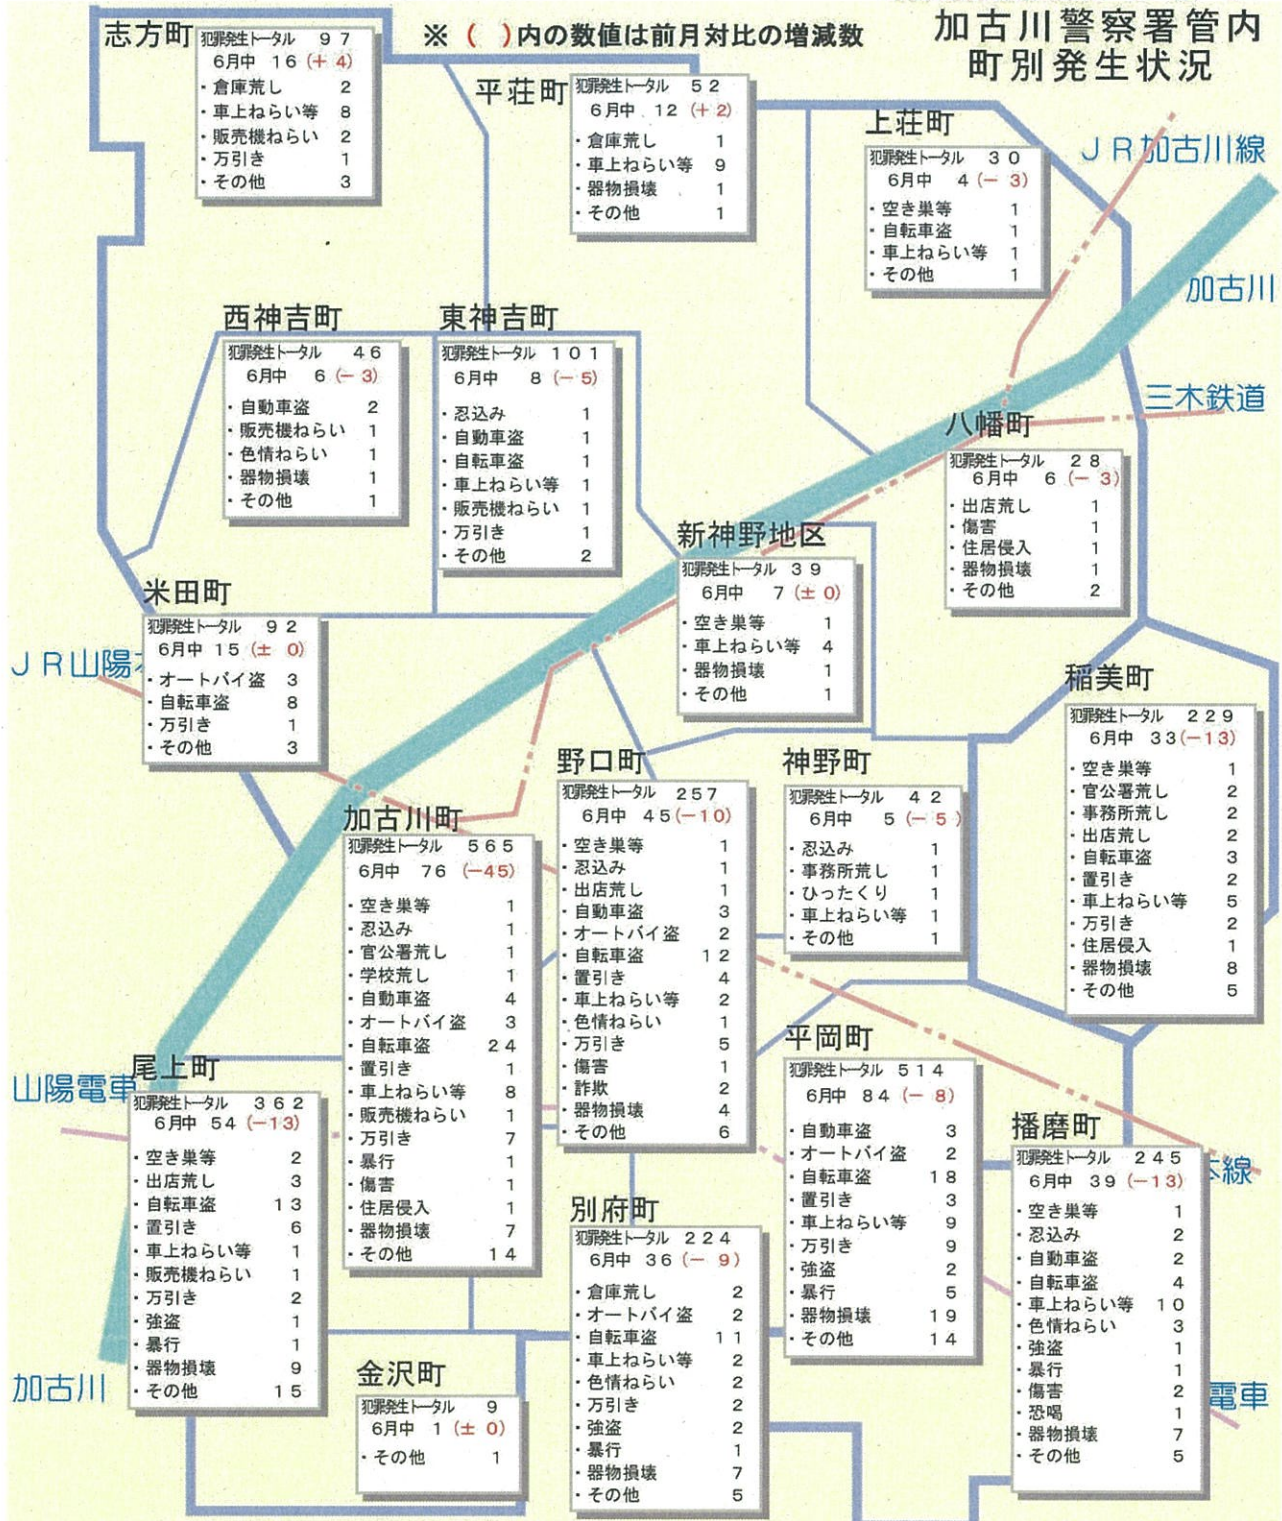 加古川警察署管内
町別発生状況
※ ( )内の数値は前月対比の増減数
志方町
犯罪発生トータル 97
6月中 16 (+4)
・倉庫荒し 2
・車上ねらい等 8
・販売機ねらい 2
・万引き 1
・その他 3
平荘町
犯罪発生トータル 52
6月中 12 (+2)
・倉庫荒し 1
・車上ねらい等 9
・器物損壊 1
・その他 1
上荘町
犯罪発生トータル 30
6月中 4 (-3)
・空き巣等 1
・自転車盗 1
・車上ねらい等 1
・その他 1
JR加古川線
加古川
三木鉄道
西神吉町
犯罪発生トータル 46
6月中 6 (-3)
・自動車盗 2
・販売機ねらい 1
・色情ねらい 1
・器物損壊 1
・その他 1
東神吉町
犯罪発生トータル 101
6月中 8 (-5)
・忍込み 1
・自動車盗 1
・自転車盗 1
・車上ねらい等 1
・販売機ねらい 1
・万引き 1
・その他 2
八幡町
犯罪発生トータル 28
6月中 6 (-3)
・出店荒し 1
・傷害 1
・住居侵入 1
・器物損壊 1
・その他 2
新神野地区
犯罪発生トータル 39
6月中 7 (±0)
・空き巣等 1
・車上ねらい等 4
・器物損壊 1
・その他 1
米田町
犯罪発生トータル 92
6月中 15 (± 0)
・オートバイ盗 3
・自転車盗 8
・万引き 1
・その他 3
JR山陽
稲美町
犯罪発生トータル 229
6月中 33 (-13)
・空き巣等 1
・官公署荒し 2
・事務所荒し 2
・出店荒し 2
・自転車盗 3
・置引き 2
・車上ねらい等 5
・万引き 2
・住居侵入 1
・器物損壊 8
・その他 5
野口町
犯罪発生トータル 257
6月中 45 (-10)
・空き巣等 1
・忍込み 1
・出店荒し 1
・自動車盗 3
・オートバイ盗 2
・自転車盗 12
・置引き 4
・車上ねらい等 2
・色情ねらい 1
・万引き 5
・傷害 1
・詐欺 2
・器物損壊 4
・その他 6
神野町
犯罪発生トータル 42
6月中 5 (-5)
・忍込み 1
・事務所荒し 1
・ひったくり 1
・車上ねらい等 1
・その他 1
加古川町
犯罪発生トータル 565
6月中 76 (-45)
・空き巣等 1
・忍込み 1
・官公署荒し 1
・学校荒し 1
・自動車盗 4
・オートバイ盗 3
・自転車盗 24
・置引き 1
・車上ねらい等 8
・販売機ねらい 1
・万引き 7
・暴行 1
・傷害 1
・住居侵入 1
・器物損壊 7
・その他 14
平岡町
犯罪発生トータル 514
6月中 84 (- 8)
・自動車盗 3
・オートバイ盗 2
・自転車盗 18
・置引き 3
・車上ねらい等 9
・万引き 9
・強盗 2
・暴行 5
・器物損壊 19
・その他 14
尾上町
山陽電車
犯罪発生トータル 362
6月中 54 (-13)
・空き巣等 2
・出店荒し 3
・自転車盗 13
・置引き 6
・車上ねらい等 1
・販売機ねらい 1
・万引き 2
・強盗 1
・暴行 1
・器物損壊 9
・その他 15
加古川
播磨町
犯罪発生トータル 245
6月中 39 (-13)
・空き巣等 1
・忍込み 2
・自動車盗 2
・自転車盗 4
・車上ねらい等 10
・色情ねらい 3
・強盗 1
・暴行 1
・傷害 2
・恐喝 1
・器物損壊 7
・その他 5
本線
電車
別府町
犯罪発生トータル 224
6月中 36 (- 9)
・倉庫荒し 2
・オートバイ盗 2
・自転車盗 11
・車上ねらい等 2
・色情ねらい 2
・万引き 2
・強盗 2
・暴行 1
・器物損壊 7
・その他 5
金沢町
犯罪発生トータル 9
6月中 1 (± 0)
・その他 1